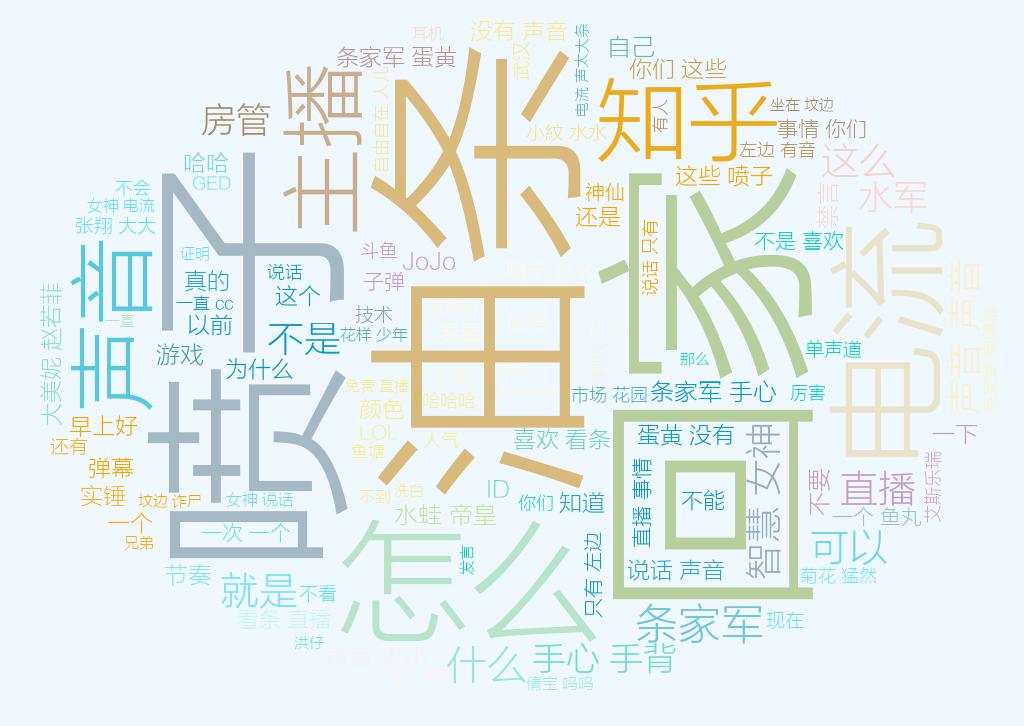 耳机
没有 声音
条家军 蛋黄
武汉
电流 声太大条
自己
你们 这些
主播
油条
知乎
有人
坐在 坟边
事情 你们
左边 有音
房管
自由自在 人儿
小紋 水水
哈哈
GED
不会
女神 电流
张翔 大大
喷子
神仙
还是
这些 喷子
这么
水军
禁言
证明
真的
说话
斗鱼
JoJo
子弹
说话 只有
不是 喜欢
电流
声音
声音 声音
一直 cc
这个
以前
不是
技术
花样 少年
大美妮 赵若菲
一直
游戏
为什么
那么
单声道
免费 直播
颜色
哈哈哈
市场 花园
条家军 手心
厉害
LOL
人气
鱼塘
喜欢 看条
蛋黄 没有
智慧 女神
一下
早上好
还有
弹幕
实锤
坟边 诈尸
女神 说话
不到
洗白
ID
你们
知道
直播 事情
不能
不要
直播
艾斯乐瑞
一个
兄弟
一次 一个
水蛙 帝皇
一个 鱼丸
家回
怎么
发言
只有 左边
说话 声音
可以
菊花 猛然
节奏
就是
不看
看条 直播
洪仔
条家军
现在
什么
手心 手背
倩宝 呜呜